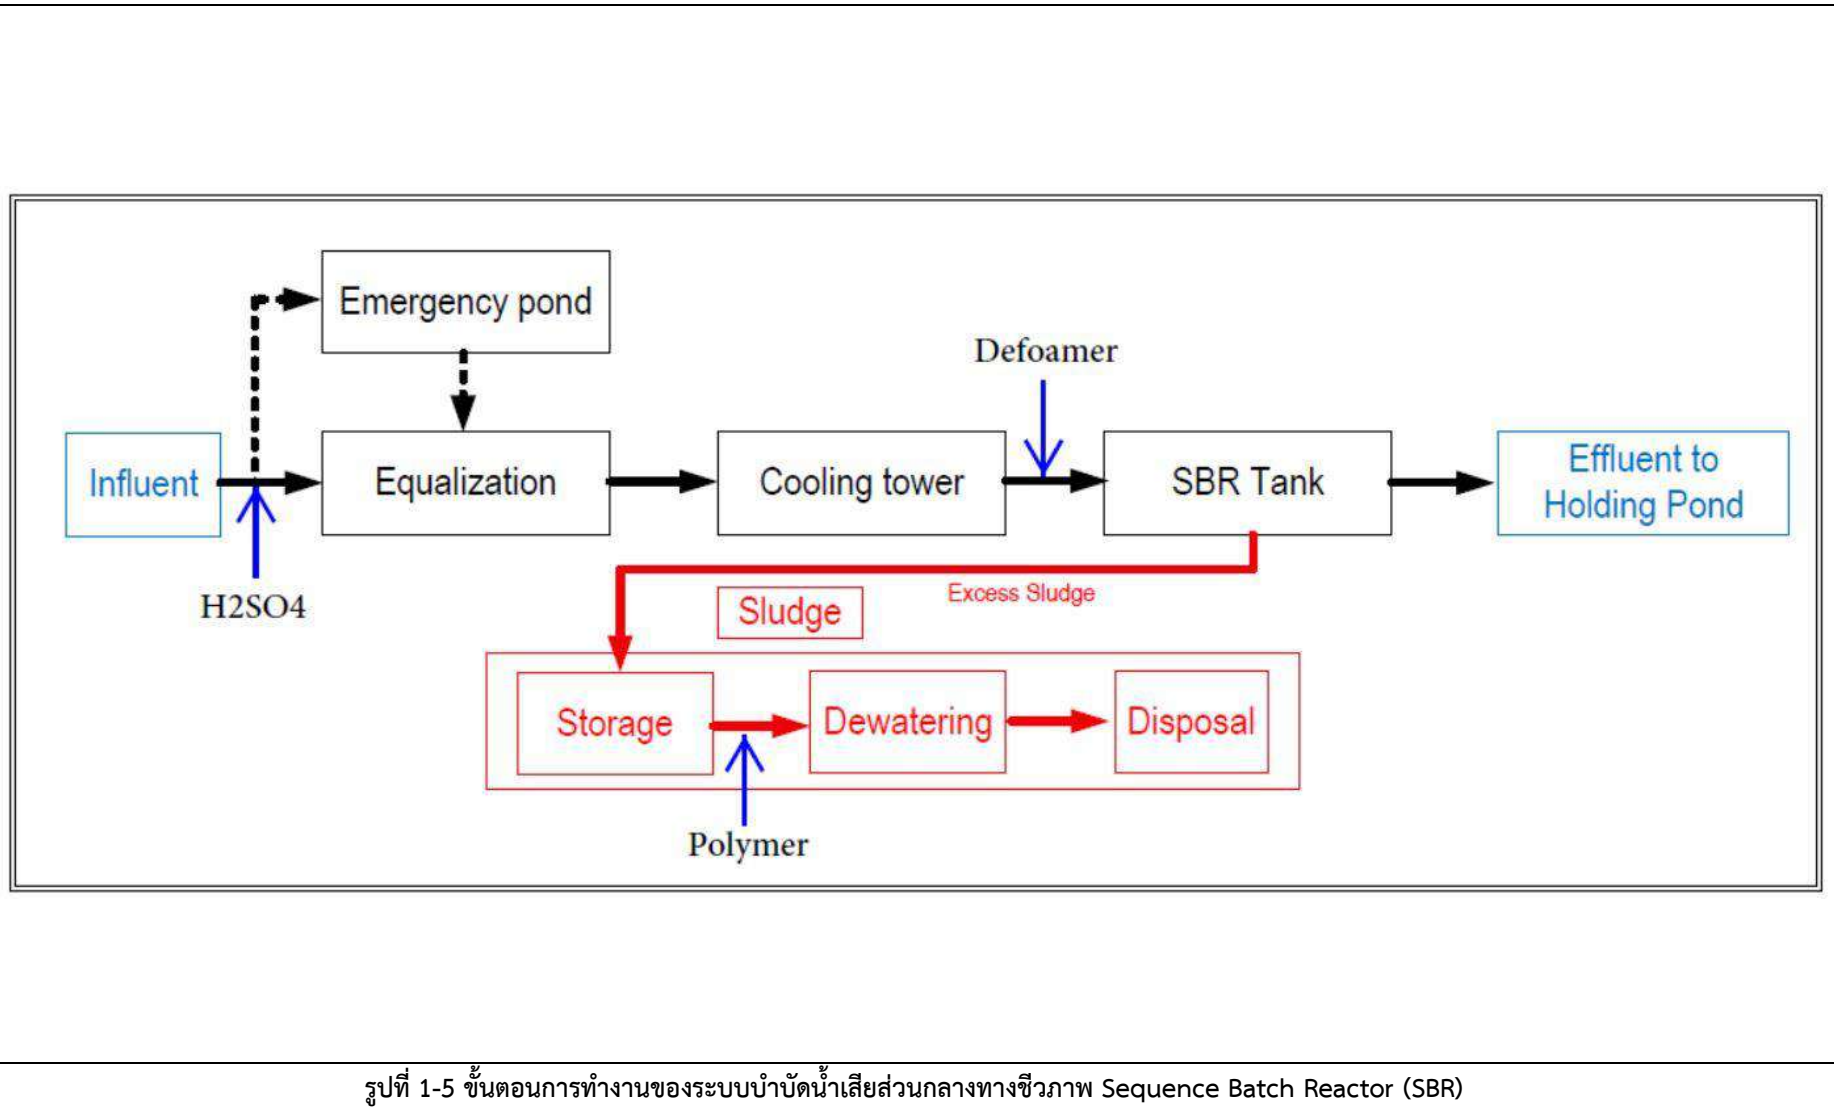 Emergency pond
Defoamer
Influent
Equalization
Cooling tower
SBR Tank
Effluent to
Holding Pond
H2SO4
Excess Sludge
Sludge
Storage
Dewatering
Disposal
Polymer
รูปที่ 1-5 ขั้นตอนการทำงานของระบบบำบัดน้ำเสียส่วนกลางทางชีวภาพ Sequence Batch Reactor (SBR)